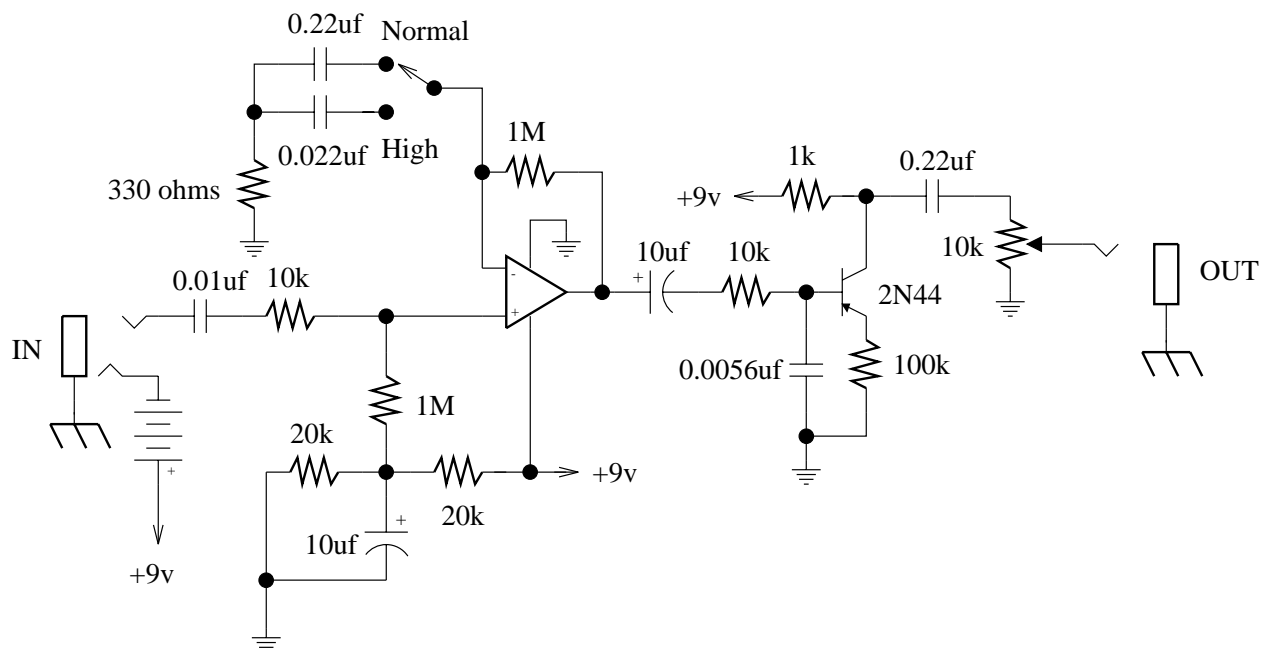 0.22uf
Normal
0.022uf
High
330 ohms
1M
1k
0.22uf
+9v
10k
OUT
10uf
+
10k
2N44
0.0056uf
100k
-
+
0.01uf
10k
IN
1M
20k
20k
+9v
+
10uf
+
+9v